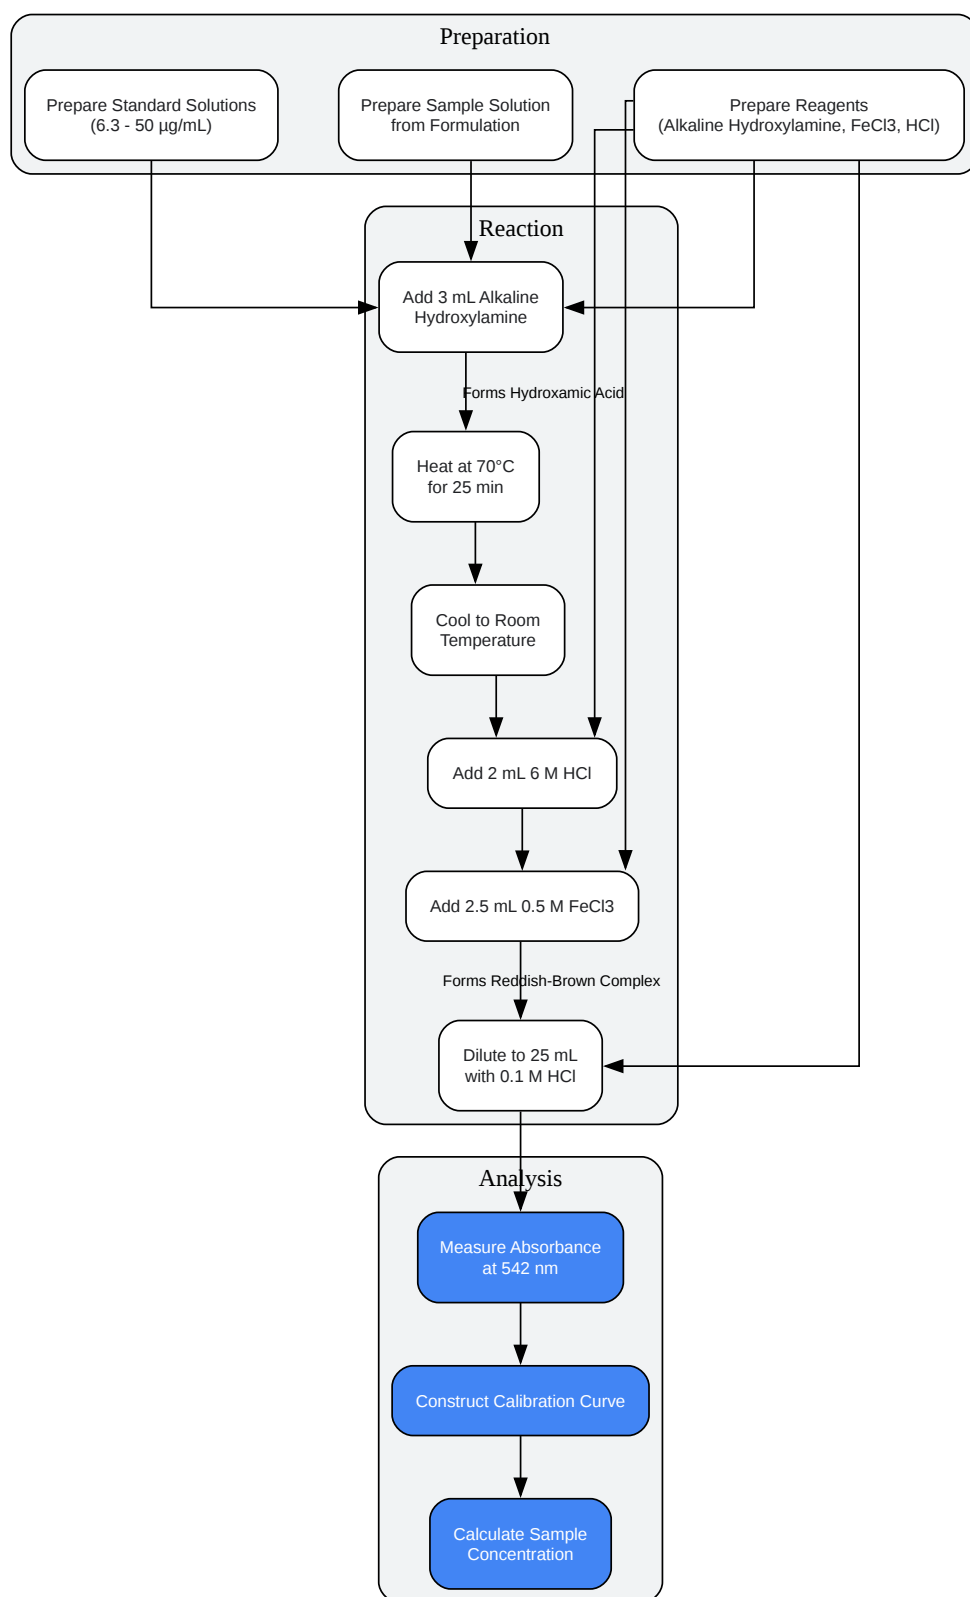 Preparation
Prepare Standard Solutions
(6.3 - 50 µg/mL)
Prepare Sample Solution
from Formulation
Prepare Reagents
(Alkaline Hydroxylamine, FeCl3, HCl)
Reaction
Add 3 mL Alkaline
Hydroxylamine
Forms Hydroxamic Acid
Heat at 70°C
for 25 min
Cool to Room
Temperature
Add 2 mL 6 M HCl
Add 2.5 mL 0.5 M FeCl3
Forms Reddish-Brown Complex
Dilute to 25 mL
with 0.1 M HCl
Analysis
Measure Absorbance
at 542 nm
Construct Calibration Curve
Calculate Sample
Concentration